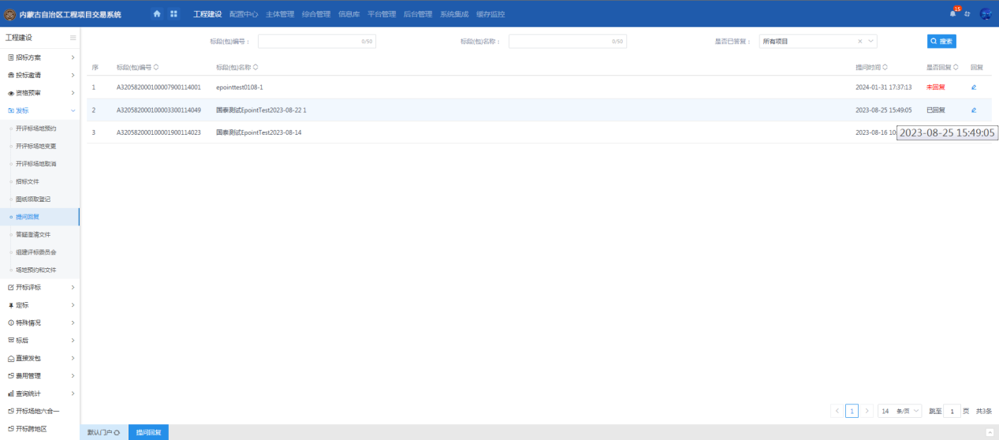 内蒙古自治区工程项目交易系统
工程建设 配置中心 主体管理 综合管理 信息库 平台管理 后台管理 系统集成 缓存监控
15
工程建设
招标方案
投标邀请
资格预审
发标
开评标场地预约
开评标场地变更
开评标场地取消
招标文件
图纸领取登记
提问回复
答疑澄清文件
组建评标委员会
场地预约和文件
开标评标
定标
特殊情况
标后
直接发包
费用管理
查询统计
开标场地六合一
开标跨地区
标段(包)编号： 0/50 标段(包)名称： 0/50 是否已答复： 所有项目 搜索
序 标段(包)编号 标段(包)名称 提问时间 是否回复 回复
1 A320582000100007900114001 epointtest0108-1 2024-01-31 17:37:13 未回复
2 A3205820001000003300114049 国泰测试EpointTest2023-08-22 1 2023-08-25 15:49:05 已回复
3 A3205820001000001900114023 国泰测试EpointTest2023-08-14 2023-08-16 10:
2023-08-25 15:49:05
1 14 条/页 跳至 1 页 共3条
默认门户 提问回复